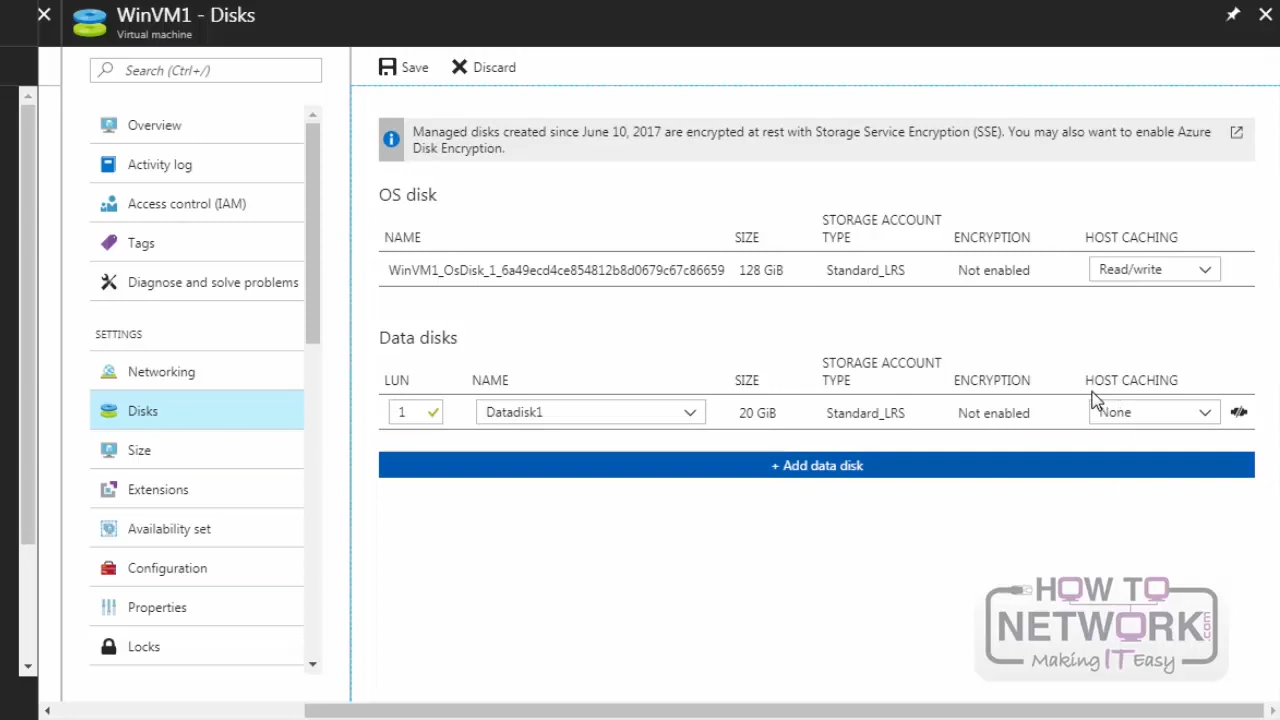 WinVM1 - Disks
Virtual machine
Search (Ctrl+/)
Overview
Activity log
Access control (IAM)
Tags
Diagnose and solve problems
SETTINGS
Networking
Disks
Size
Extensions
Availability set
Configuration
Properties
Locks
Save Discard
Managed disks created since June 10, 2017 are encrypted at rest with Storage Service Encryption (SSE). You may also want to enable Azure
Disk Encryption.
OS disk
NAME SIZE STORAGE ACCOUNT TYPE ENCRYPTION HOST CACHING
WinVM1_OsDisk_1_6a49ecd4ce854812b8d0679c67c86659 128 GiB Standard_LRS Not enabled Read/write
Data disks
LUN NAME SIZE STORAGE ACCOUNT TYPE ENCRYPTION HOST CACHING
1 Datadisk1 20 GiB Standard_LRS Not enabled None
+ Add data disk
HOW TO
NETWORK.com
Making IT Easy